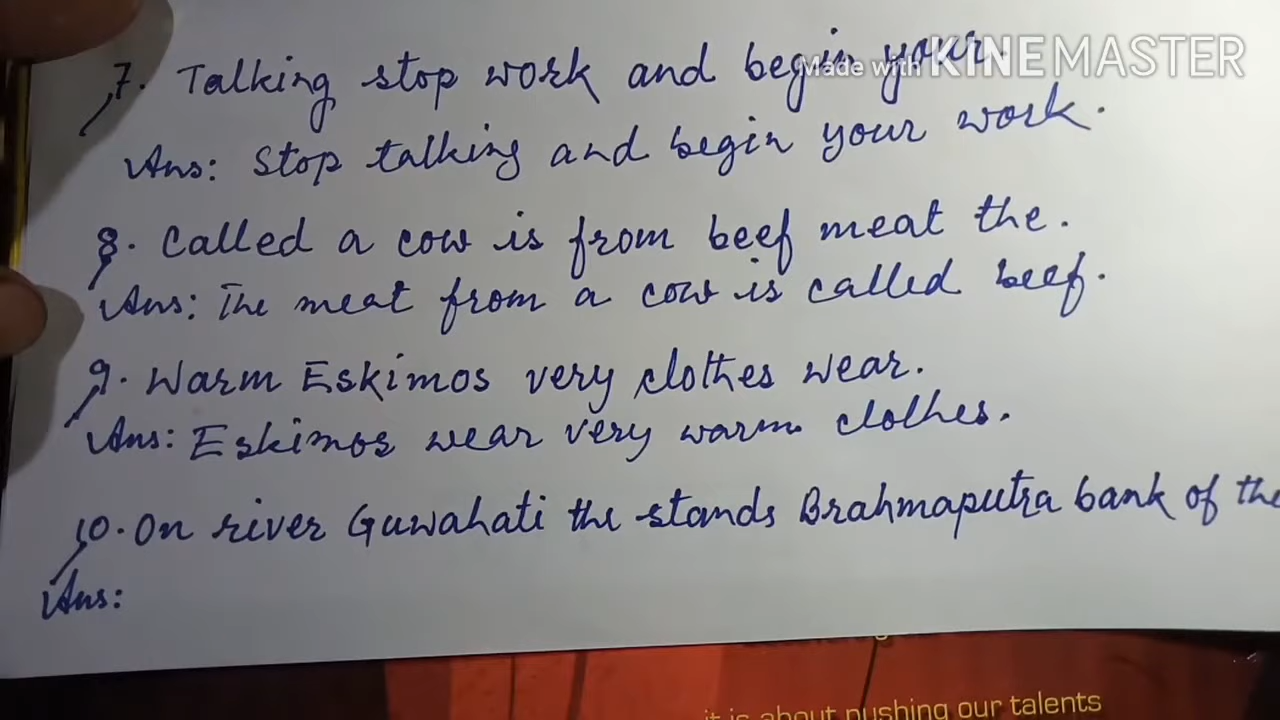 7. Talking stop work and begin your.
Made with KINEMASTER
Ans: Stop talking and begin your work.
8. Called a cow is from beef meat the.
Ans: The meat from a cow is called beef.
9. Warm Eskimos very clothes wear.
Ans: Eskimos wear very warm clothes.
10. On river Guwahati the stands Brahmaputra bank of the
Ans:
it is about pushing our talents